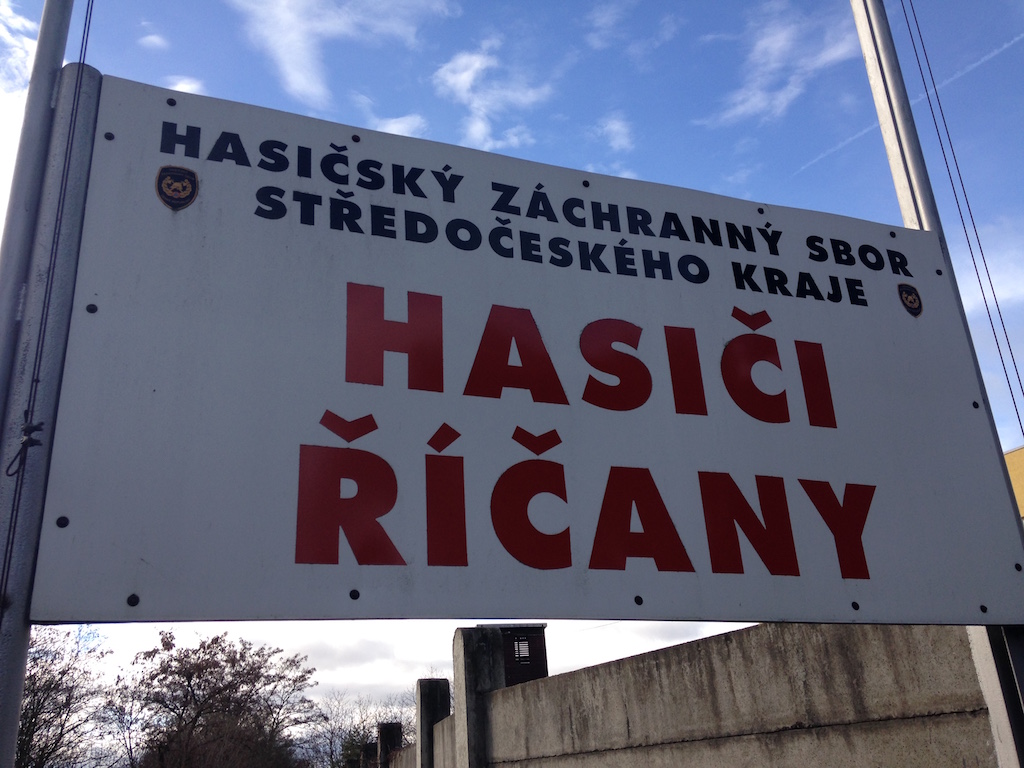 HASIČSKÝ ZÁCHRANNÝ SBOR
STŘEDOČESKÉHO KRAJE
HASIČI
ŘÍČANY